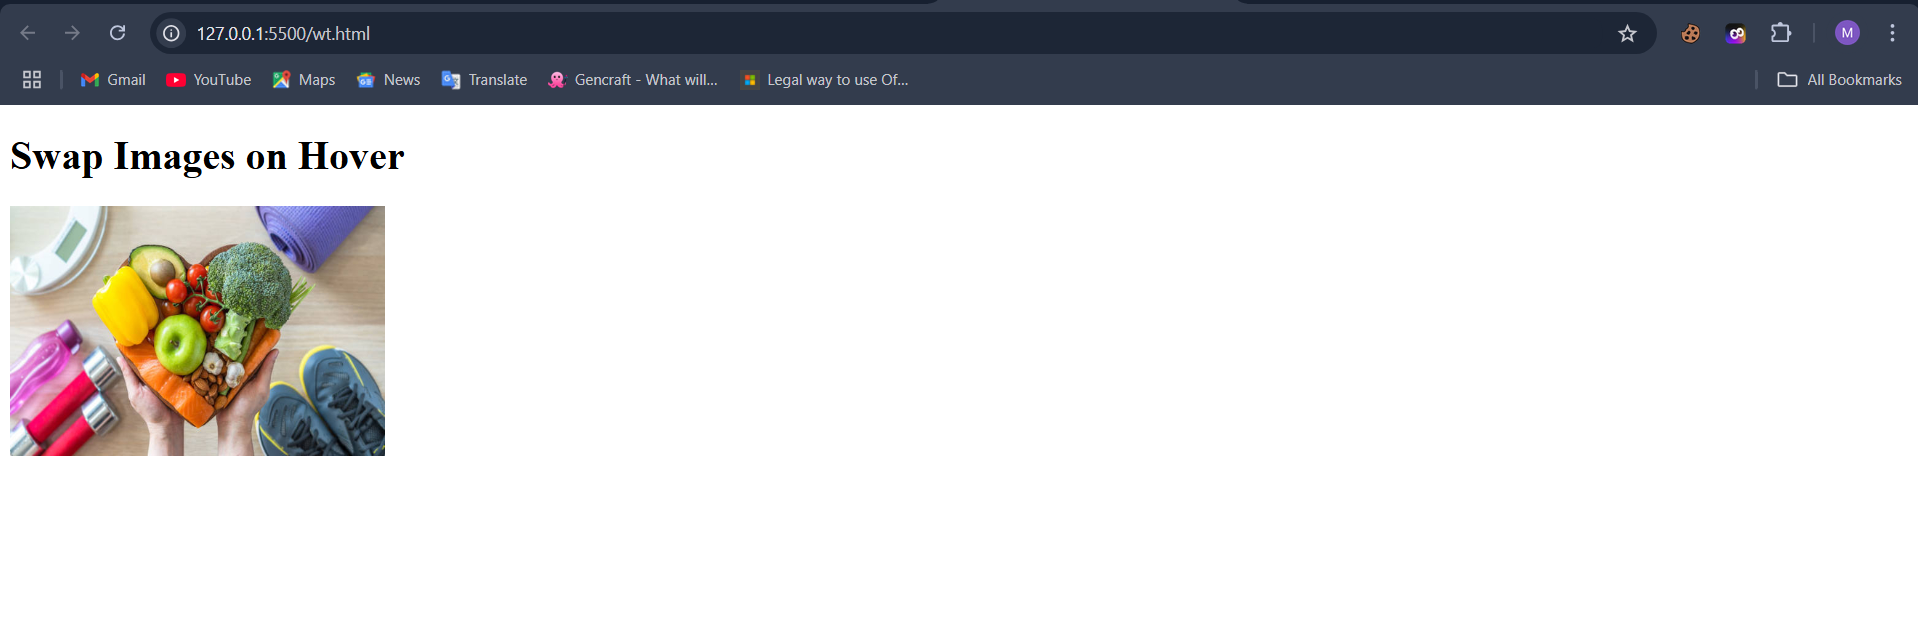 127.0.0.1:5500/wt.html
M
Gmail YouTube Maps News Translate Gencraft - What will... Legal way to use Of... All Bookmarks
Swap Images on Hover